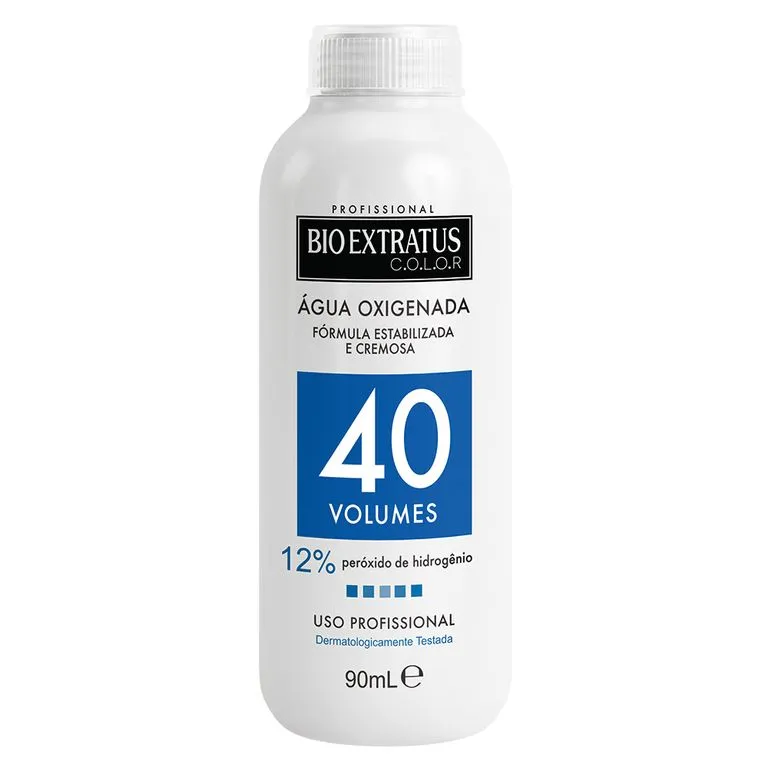 PROFISSIONAL
BIO EXTRATUS
C.O.L.O.R
ÁGUA OXIGENADA
FÓRMULA ESTABILIZADA
E CREMOSA
40
VOLUMES
12% peróxido de hidrogênio
USO PROFISSIONAL
Dermatologicamente Testada
90mL ℮